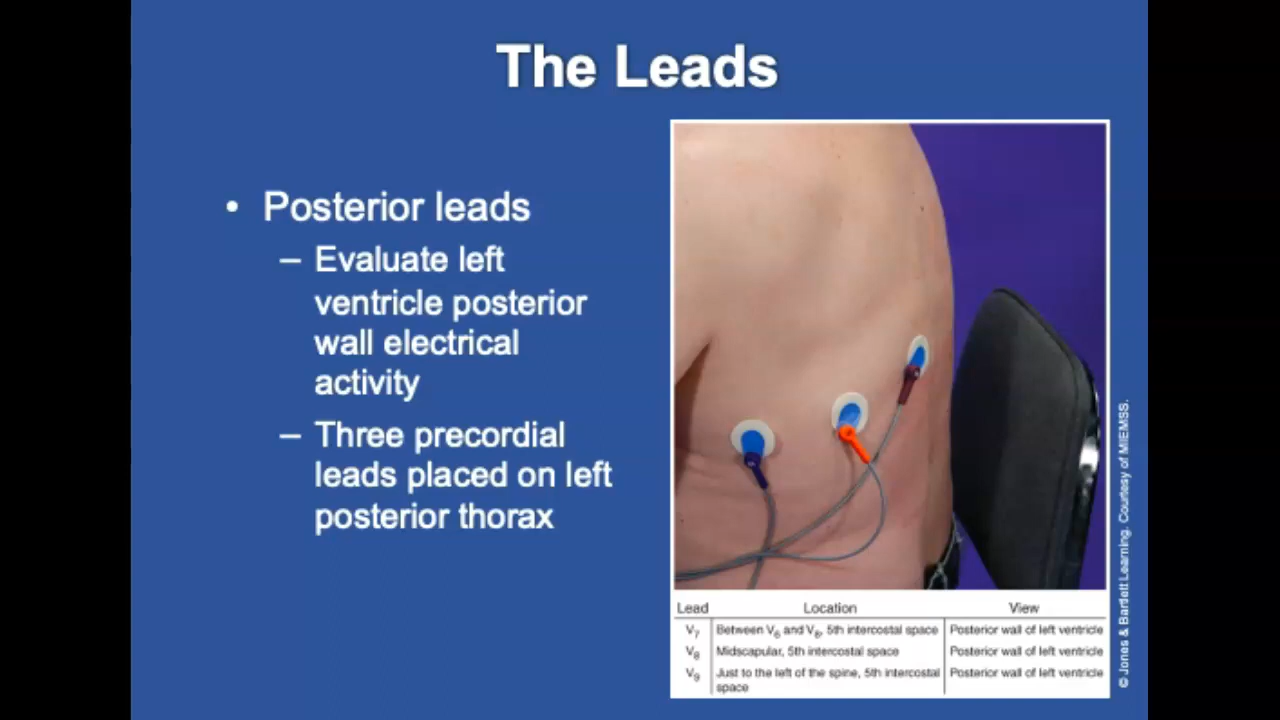 The Leads
• Posterior leads
– Evaluate left
ventricle posterior
wall electrical
activity
– Three precordial
leads placed on left
posterior thorax
Lead Location View
V₇ Between V₆ and V₈, 5th intercostal space Posterior wall of left ventricle
V₈ Midscapular, 5th intercostal space Posterior wall of left ventricle
V₉ Just to the left of the spine, 5th intercostal Posterior wall of left ventricle
space
© Jones & Bartlett Learning. Courtesy of MIEMSS.